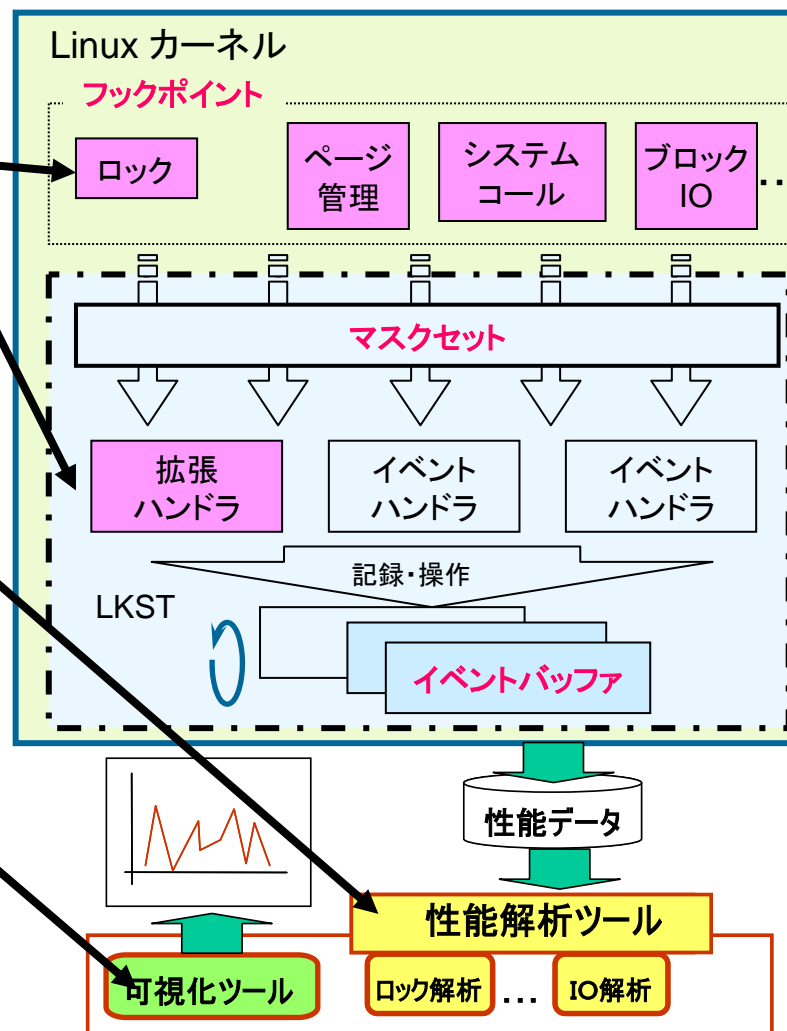 Linux カーネル
フックポイント
ロック
ページ
管理
システム
コール
ブロック
IO
...
マスクセット
拡張
ハンドラ
イベント
ハンドラ
イベント
ハンドラ
記録・操作
LKST
イベントバッファ
性能データ
性能解析ツール
可視化ツール
ロック解析
...
IO解析